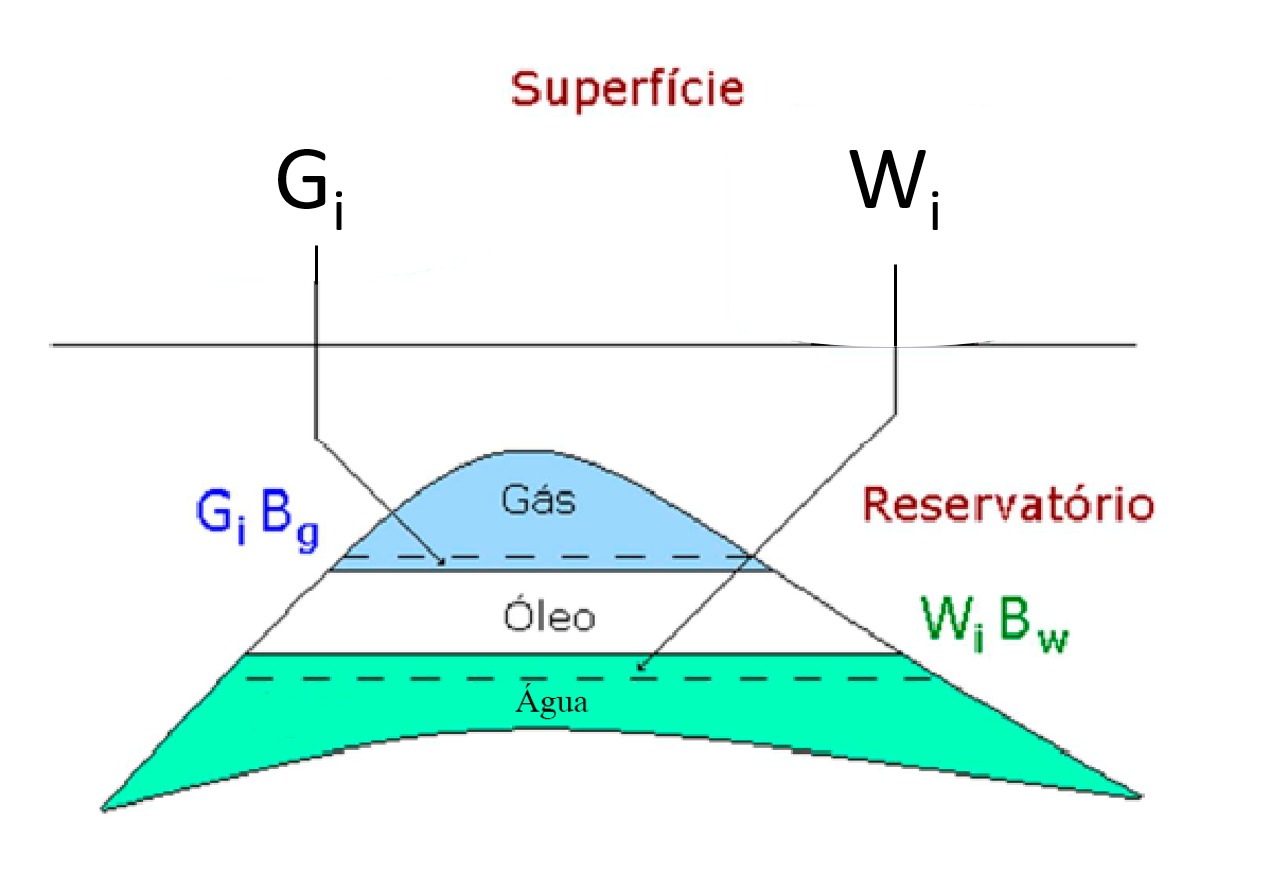 Superfície
Gi
Wi
Gi Bg
Gás
Reservatório
Óleo
Wi Bw
Água